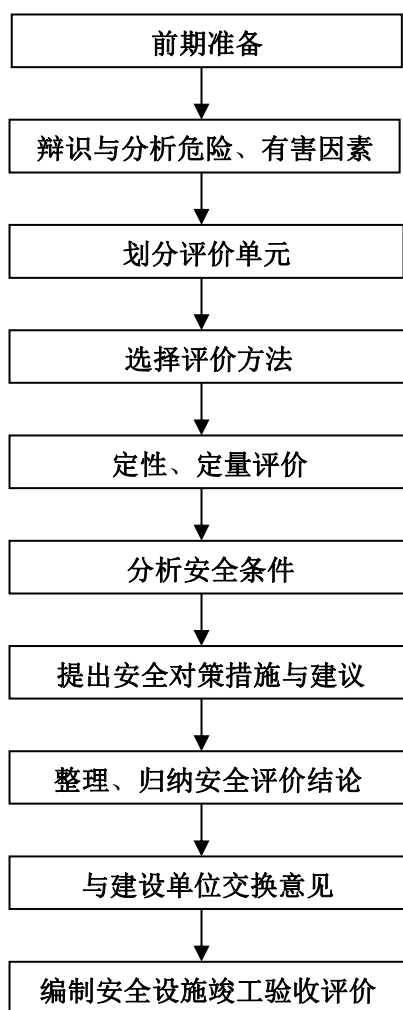 前期准备
辩识与分析危险、有害因素
划分评价单元
选择评价方法
定性、定量评价
分析安全条件
提出安全对策措施与建议
整理、归纳安全评价结论
与建设单位交换意见
编制安全设施竣工验收评价